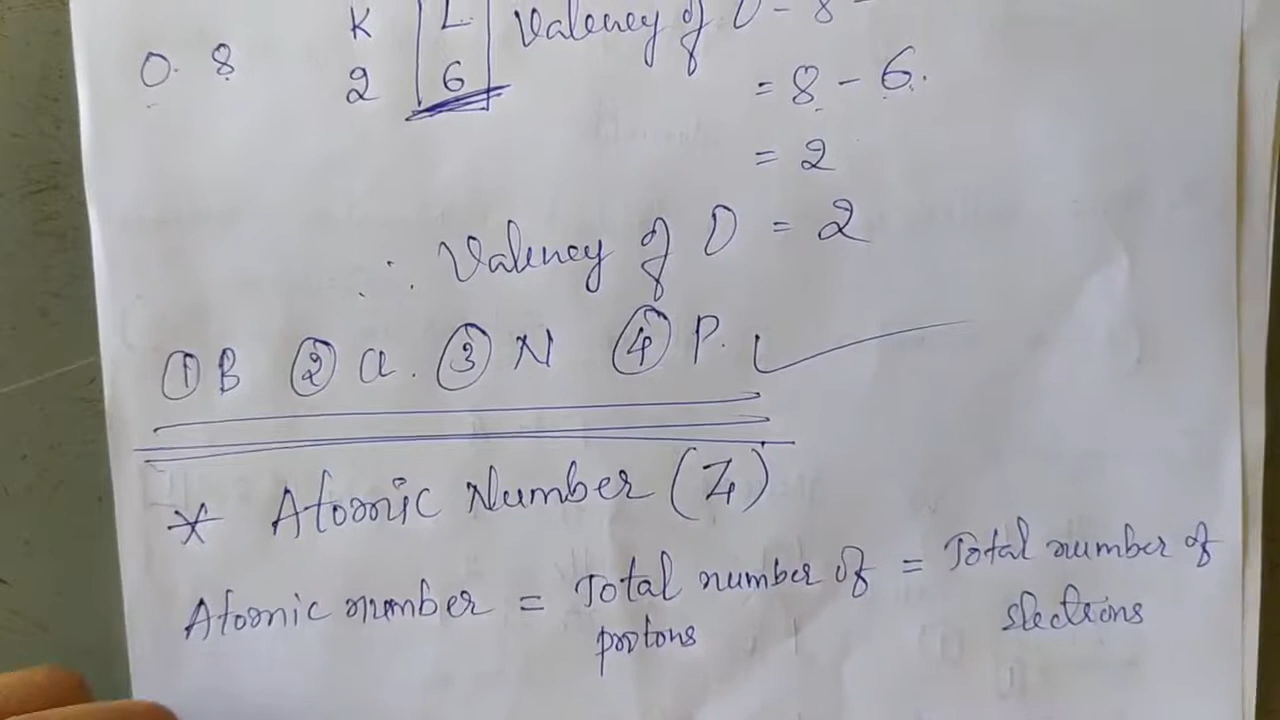 K L Valency of O = 8 -
O. 8 2 6 = 8 - 6.
= 2
∴ Valency of O = 2
① B ② Cl. ③ N ④ P.
* Atomic Number (Z)
Atomic number = Total number of protons = Total number of electrons